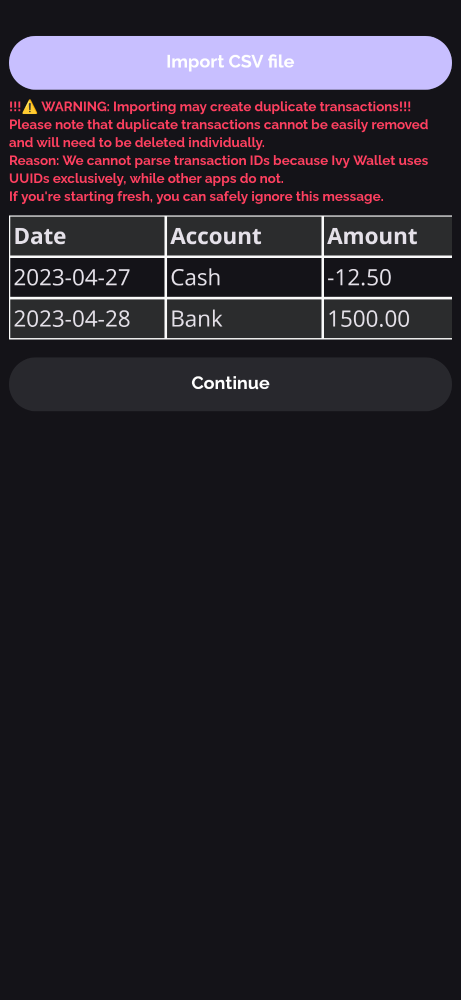 Import CSV file
!!!⚠️ WARNING: Importing may create duplicate transactions!!!
Please note that duplicate transactions cannot be easily removed
and will need to be deleted individually.
Reason: We cannot parse transaction IDs because Ivy Wallet uses
UUIDs exclusively, while other apps do not.
If you're starting fresh, you can safely ignore this message.
Date Account Amount
2023-04-27 Cash -12.50
2023-04-28 Bank 1500.00
Continue